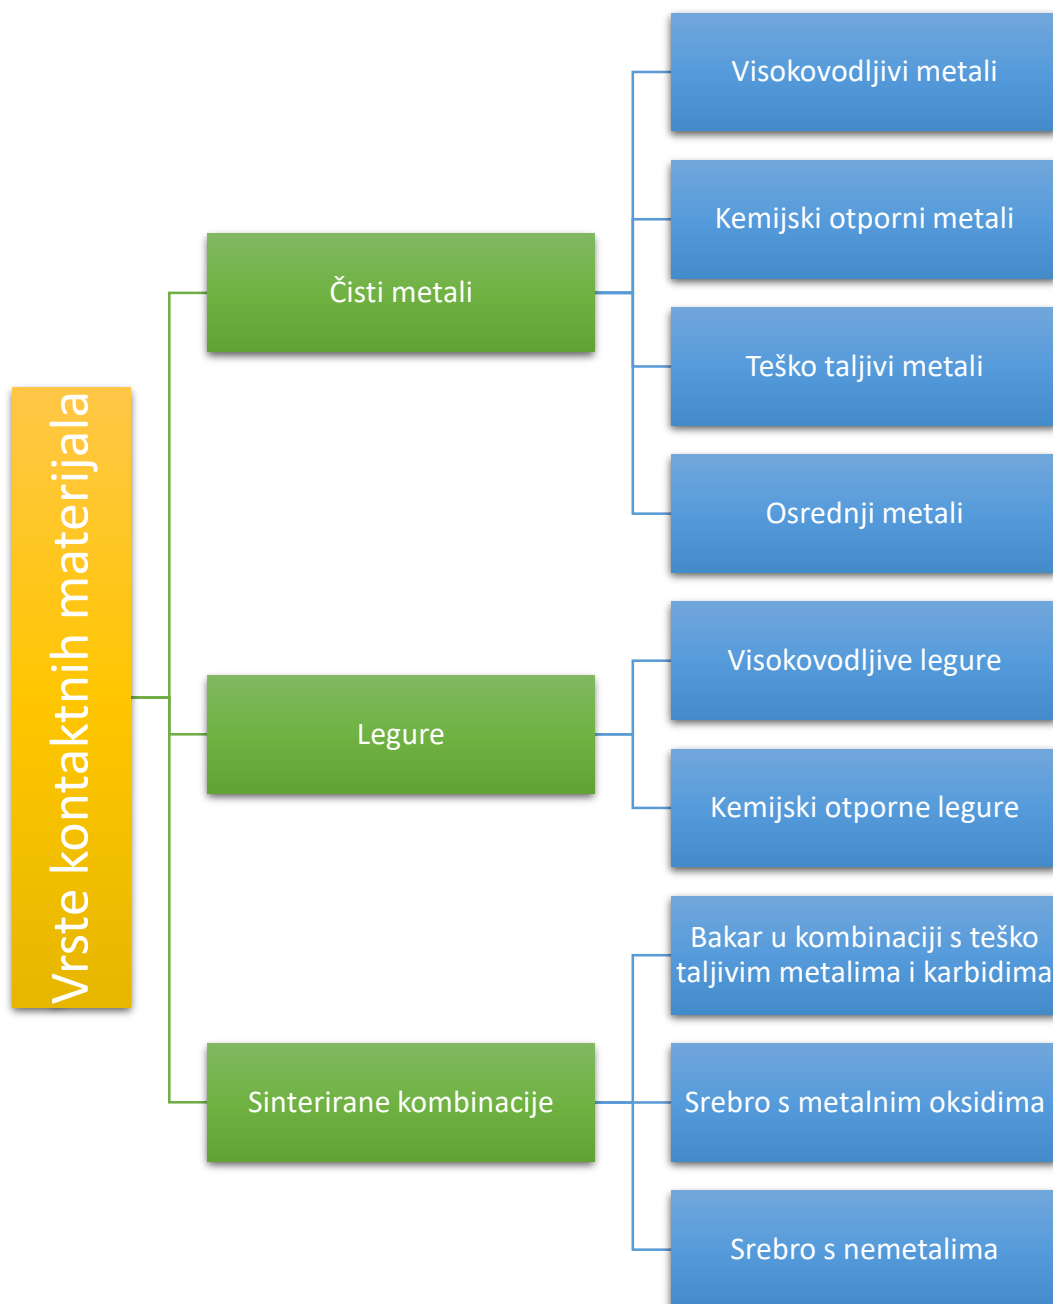 Vrste kontaktnih materijala
Čisti metali
Visokovodljivi metali
Kemijski otporni metali
Teško taljivi metali
Osrednji metali
Legure
Visokovodljive legure
Kemijski otporne legure
Sinterirane kombinacije
Bakar u kombinaciji s teško
taljivim metalima i karbidima
Srebro s metalnim oksidima
Srebro s nemetalima